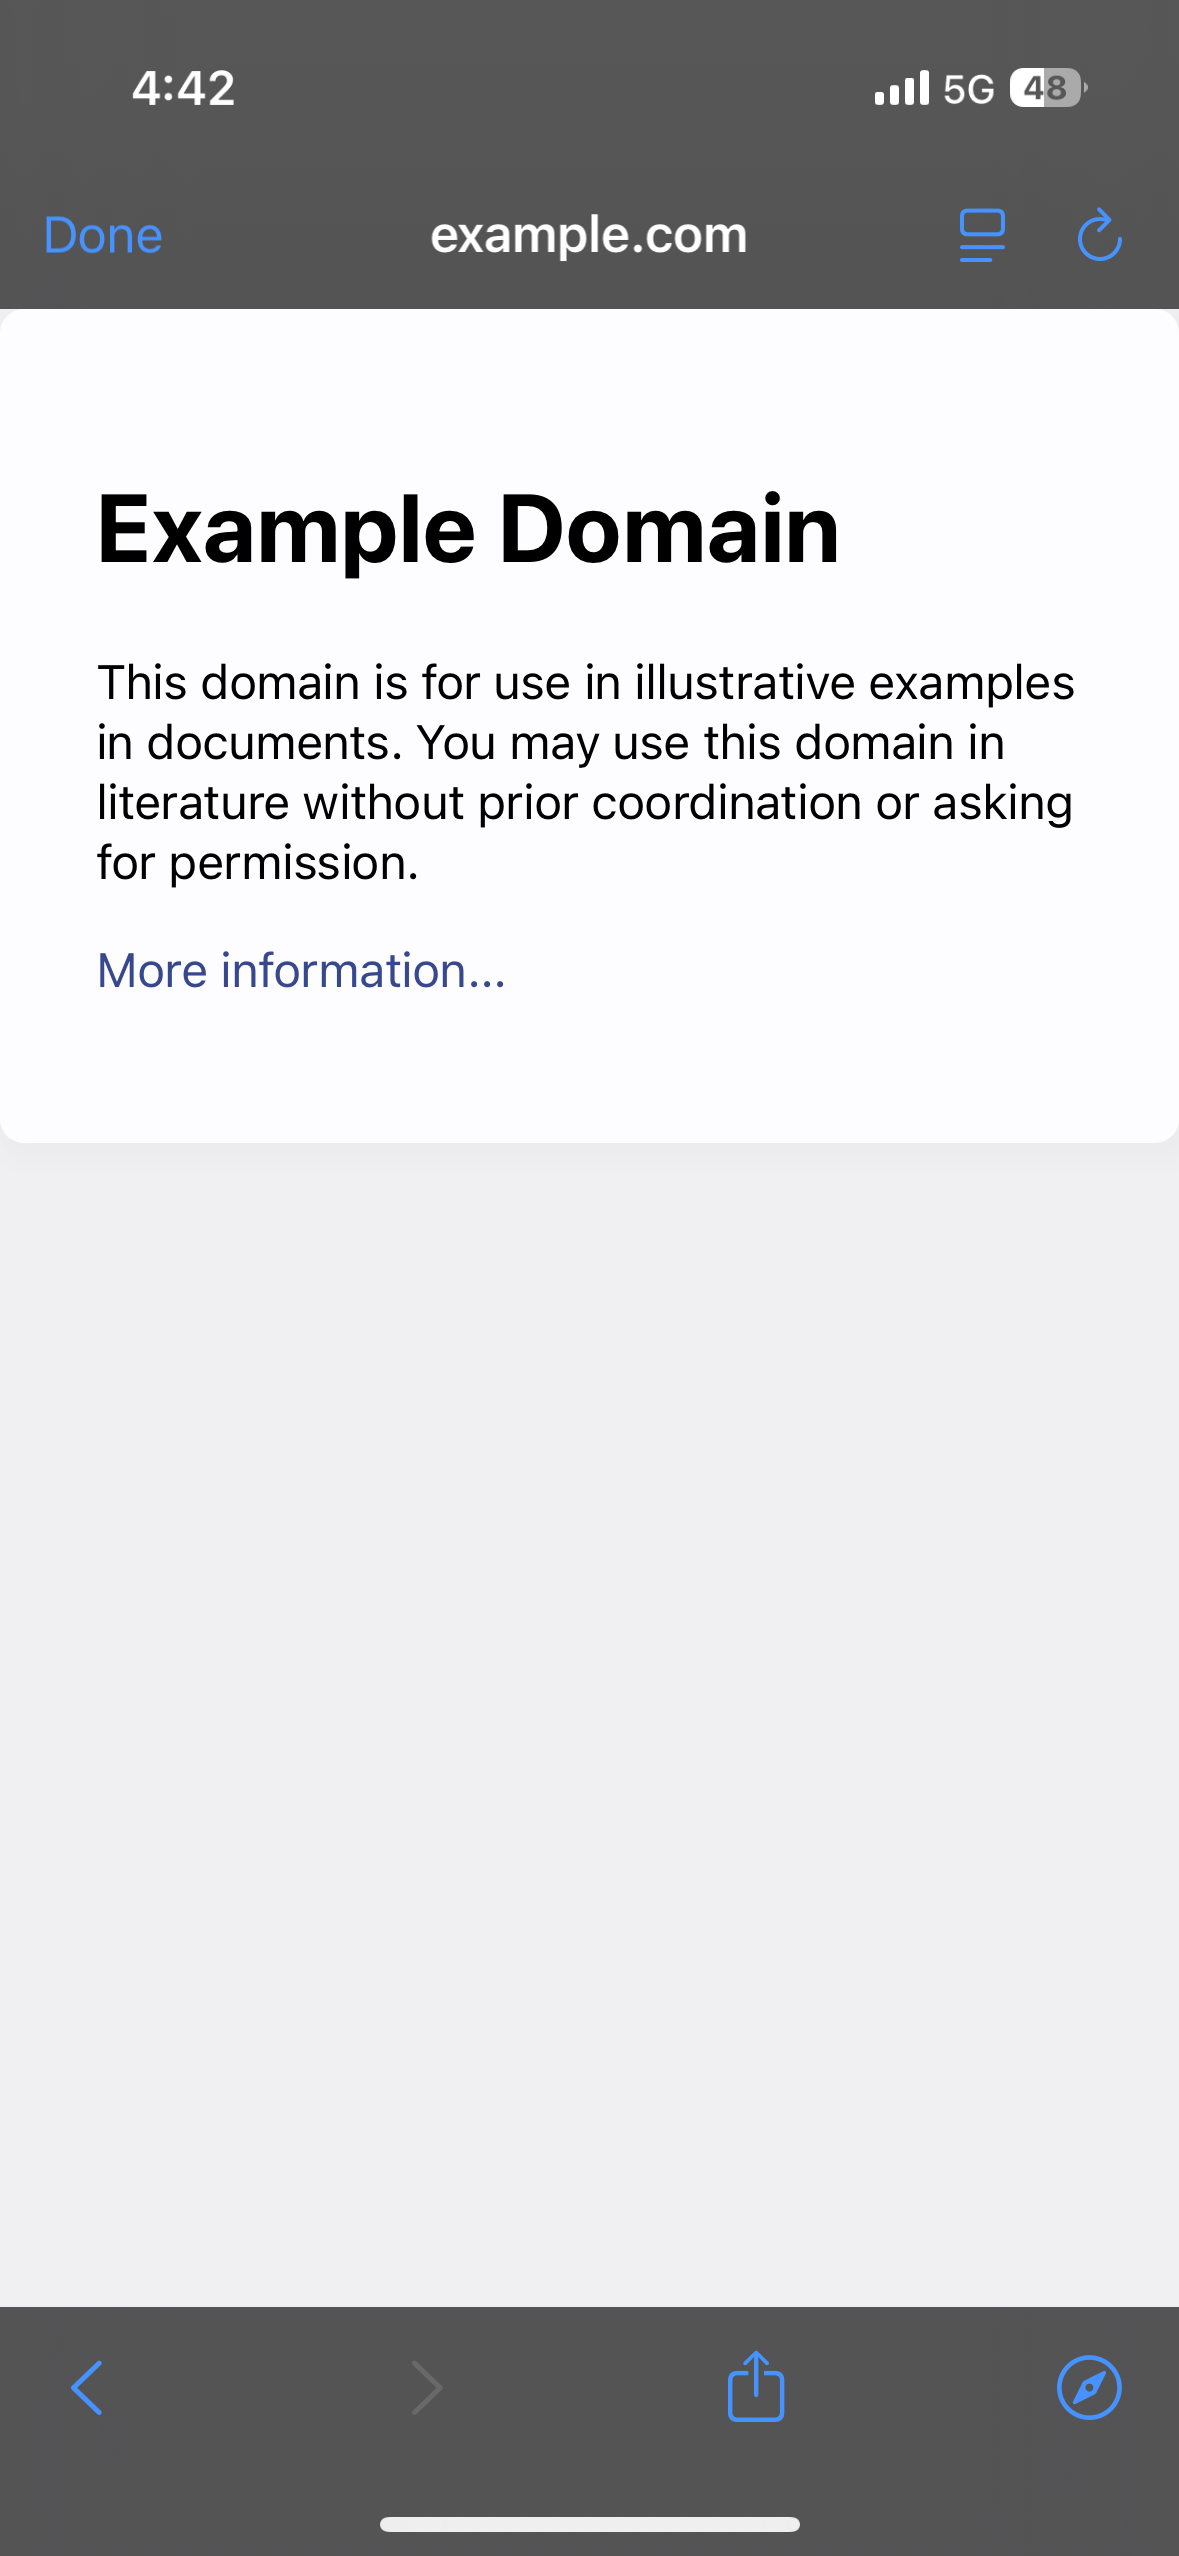 4:42
5G 48
Done
example.com
Example Domain
This domain is for use in illustrative examples
in documents. You may use this domain in
literature without prior coordination or asking
for permission.
More information...